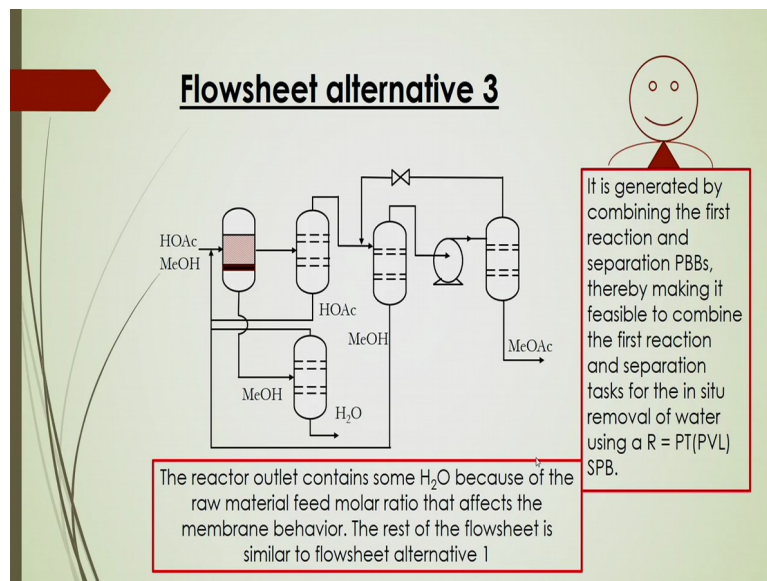 Flowsheet alternative 3
HOAc
MeOH
HOAc
MeOH
MeOAc
MeOH
H₂O
It is generated by
combining the first
reaction and
separation PBBs,
thereby making it
feasible to combine
the first reaction
and separation
tasks for the in situ
removal of water
using a R = PT(PVL)
SPB.
The reactor outlet contains some H₂O because of the
raw material feed molar ratio that affects the
membrane behavior. The rest of the flowsheet is
similar to flowsheet alternative 1